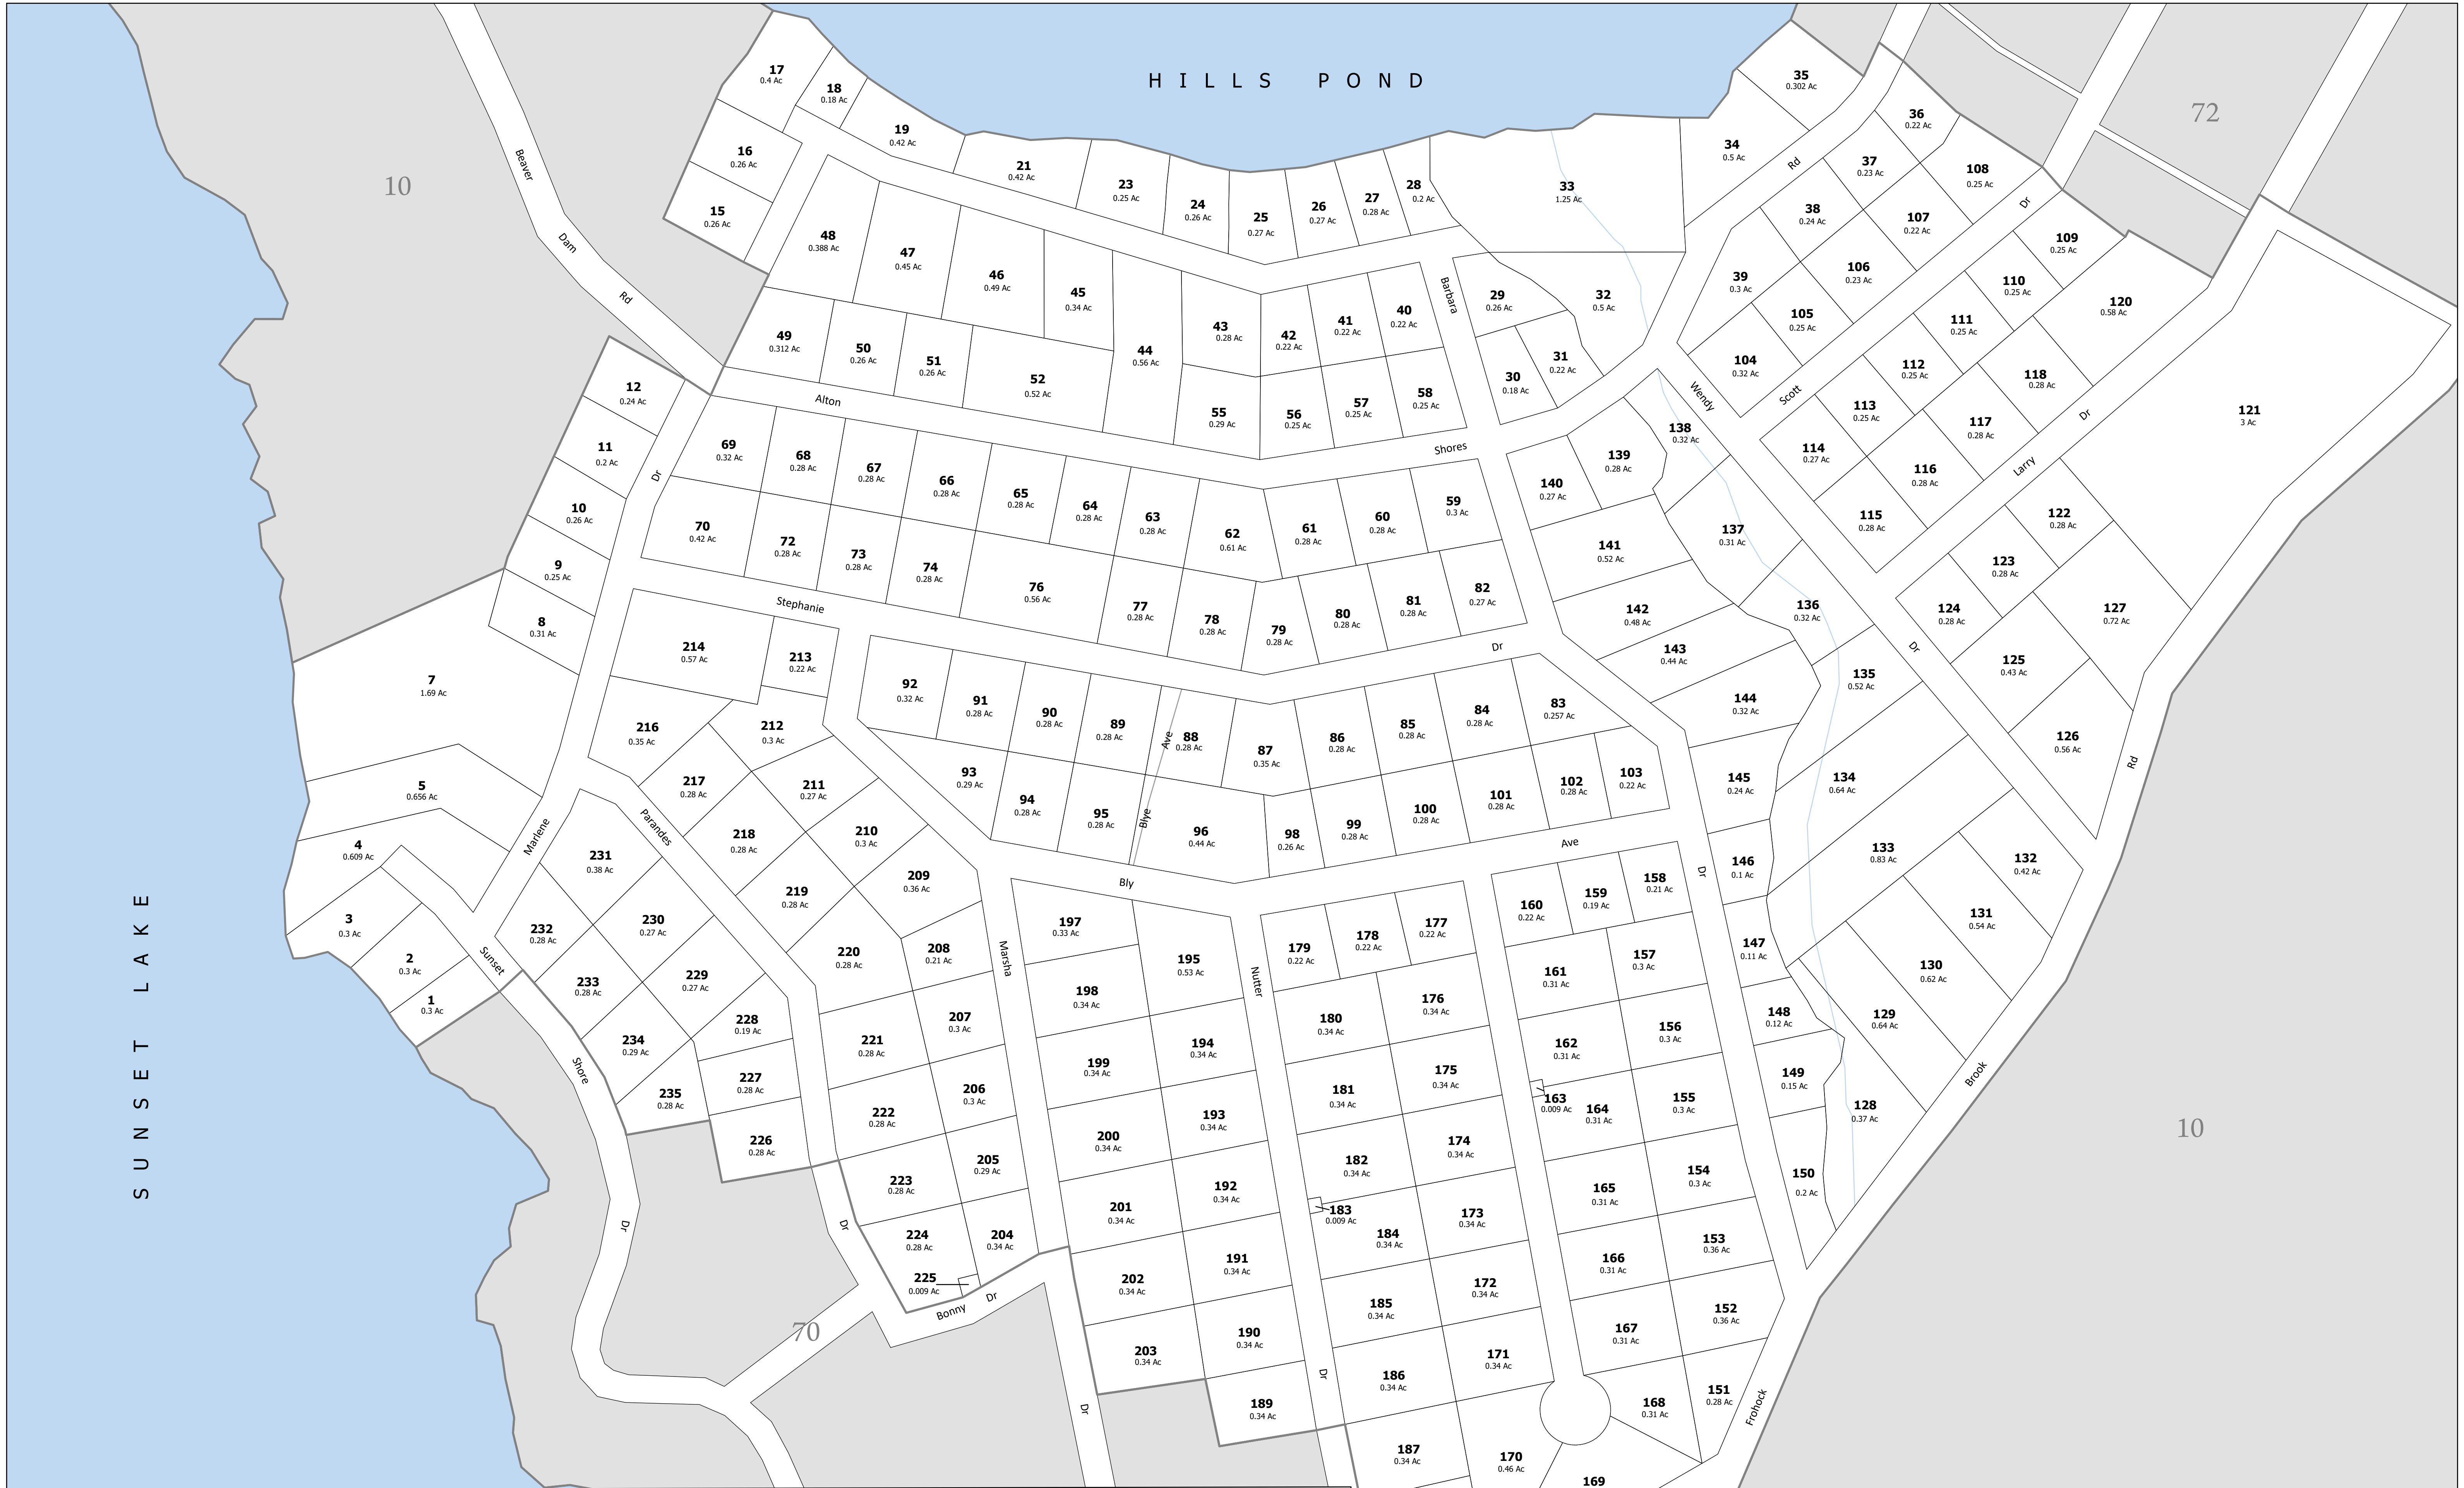 HILLS POND
SUNSET LAKE
10
72
70
10
Beaver
Dam
Rd
Alton
Shores
Rd
Barbara
Wendy
Scott
Dr
Larry
Dr
Dr
Stephanie
Dr
Marlene
Dr
Parandes
Dr
Sunset
Shore
Dr
Blye
Ave
Bly
Ave
Marsha
Dr
Nutter
Dr
Dr
Bonny
Dr
Frohock
Brook
Rd
1
0.3 Ac
2
0.3 Ac
3
0.3 Ac
4
0.609 Ac
5
0.656 Ac
7
1.69 Ac
8
0.31 Ac
9
0.25 Ac
10
0.26 Ac
11
0.2 Ac
12
0.24 Ac
15
0.26 Ac
16
0.26 Ac
17
0.4 Ac
18
0.18 Ac
19
0.42 Ac
21
0.42 Ac
23
0.25 Ac
24
0.26 Ac
25
0.27 Ac
26
0.27 Ac
27
0.28 Ac
28
0.2 Ac
29
0.26 Ac
30
0.18 Ac
31
0.22 Ac
32
0.5 Ac
33
1.25 Ac
34
0.5 Ac
35
0.302 Ac
36
0.22 Ac
37
0.23 Ac
38
0.24 Ac
39
0.3 Ac
40
0.22 Ac
41
0.22 Ac
42
0.22 Ac
43
0.28 Ac
44
0.56 Ac
45
0.34 Ac
46
0.49 Ac
47
0.45 Ac
48
0.388 Ac
49
0.312 Ac
50
0.26 Ac
51
0.26 Ac
52
0.52 Ac
55
0.29 Ac
56
0.25 Ac
57
0.25 Ac
58
0.25 Ac
59
0.3 Ac
60
0.28 Ac
61
0.28 Ac
62
0.61 Ac
63
0.28 Ac
64
0.28 Ac
65
0.28 Ac
66
0.28 Ac
67
0.28 Ac
68
0.28 Ac
69
0.32 Ac
70
0.42 Ac
72
0.28 Ac
73
0.28 Ac
74
0.28 Ac
76
0.56 Ac
77
0.28 Ac
78
0.28 Ac
79
0.28 Ac
80
0.28 Ac
81
0.28 Ac
82
0.27 Ac
83
0.257 Ac
84
0.28 Ac
85
0.28 Ac
86
0.28 Ac
87
0.35 Ac
88
0.28 Ac
89
0.28 Ac
90
0.28 Ac
91
0.28 Ac
92
0.32 Ac
93
0.29 Ac
94
0.28 Ac
95
0.28 Ac
96
0.44 Ac
98
0.26 Ac
99
0.28 Ac
100
0.28 Ac
101
0.28 Ac
102
0.28 Ac
103
0.22 Ac
104
0.32 Ac
105
0.25 Ac
106
0.23 Ac
107
0.22 Ac
108
0.25 Ac
109
0.25 Ac
110
0.25 Ac
111
0.25 Ac
112
0.25 Ac
113
0.25 Ac
114
0.27 Ac
115
0.28 Ac
116
0.28 Ac
117
0.28 Ac
118
0.28 Ac
120
0.58 Ac
121
3 Ac
122
0.28 Ac
123
0.28 Ac
124
0.28 Ac
125
0.43 Ac
126
0.56 Ac
127
0.72 Ac
128
0.37 Ac
129
0.64 Ac
130
0.62 Ac
131
0.54 Ac
132
0.42 Ac
133
0.83 Ac
134
0.64 Ac
135
0.52 Ac
136
0.32 Ac
137
0.31 Ac
138
0.32 Ac
139
0.28 Ac
140
0.27 Ac
141
0.52 Ac
142
0.48 Ac
143
0.44 Ac
144
0.32 Ac
145
0.24 Ac
146
0.1 Ac
147
0.11 Ac
148
0.12 Ac
149
0.15 Ac
150
0.2 Ac
151
0.28 Ac
152
0.36 Ac
153
0.36 Ac
154
0.3 Ac
155
0.3 Ac
156
0.3 Ac
157
0.3 Ac
158
0.21 Ac
159
0.19 Ac
160
0.22 Ac
161
0.31 Ac
162
0.31 Ac
163
0.009 Ac
164
0.31 Ac
165
0.31 Ac
166
0.31 Ac
167
0.31 Ac
168
0.31 Ac
169
170
0.46 Ac
171
0.34 Ac
172
0.34 Ac
173
0.34 Ac
174
0.34 Ac
175
0.34 Ac
176
0.34 Ac
177
0.22 Ac
178
0.22 Ac
179
0.22 Ac
180
0.34 Ac
181
0.34 Ac
182
0.34 Ac
183
0.009 Ac
184
0.34 Ac
185
0.34 Ac
186
0.34 Ac
187
0.34 Ac
189
0.34 Ac
190
0.34 Ac
191
0.34 Ac
192
0.34 Ac
193
0.34 Ac
194
0.34 Ac
195
0.53 Ac
197
0.33 Ac
198
0.34 Ac
199
0.34 Ac
200
0.34 Ac
201
0.34 Ac
202
0.34 Ac
203
0.34 Ac
204
0.34 Ac
205
0.29 Ac
206
0.3 Ac
207
0.3 Ac
208
0.21 Ac
209
0.36 Ac
210
0.3 Ac
211
0.27 Ac
212
0.3 Ac
213
0.22 Ac
214
0.57 Ac
216
0.35 Ac
217
0.28 Ac
218
0.28 Ac
219
0.28 Ac
220
0.28 Ac
221
0.28 Ac
222
0.28 Ac
223
0.28 Ac
224
0.28 Ac
225
0.009 Ac
226
0.28 Ac
227
0.28 Ac
228
0.19 Ac
229
0.27 Ac
230
0.27 Ac
231
0.38 Ac
232
0.28 Ac
233
0.28 Ac
234
0.29 Ac
235
0.28 Ac